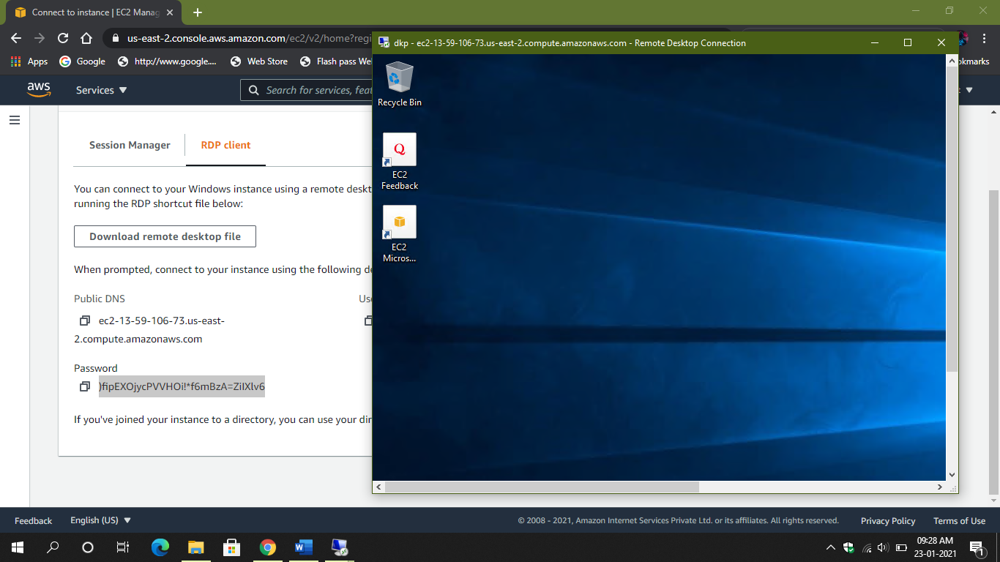 Connect to instance | EC2 Manag
us-east-2.console.aws.amazon.com/ec2/v2/home?regi
Apps
Google
http://www.google....
Web Store
Flash pass We
okmarks
dkp - ec2-13-59-106-73.us-east-2.compute.amazonaws.com - Remote Desktop Connection
aws
Services
Search for services, feat
Recycle Bin
Q
EC2
Feedback
EC2
Micros...
Session Manager
RDP client
You can connect to your Windows instance using a remote deskt
running the RDP shortcut file below:
Download remote desktop file
When prompted, connect to your instance using the following de
Public DNS
Use
ec2-13-59-106-73.us-east-
2.compute.amazonaws.com
Password
)fipEXOjycPVVHOi!*f6mBzA=ZiIXlv6
If you've joined your instance to a directory, you can use your dir
Feedback
English (US)
© 2008 - 2021, Amazon Internet Services Private Ltd. or its affiliates. All rights reserved.
Privacy Policy
Terms of Use
W
09:28 AM
23-01-2021
1